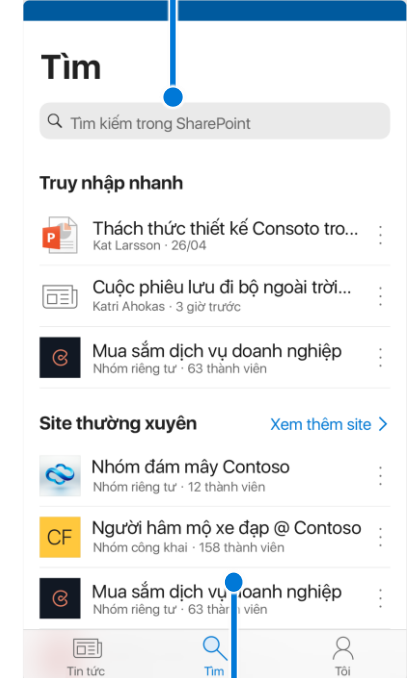 Tìm
Tìm kiếm trong SharePoint
Truy nhập nhanh
P
Thách thức thiết kế Consoto tro...
Kat Larsson · 26/04
Cuộc phiêu lưu đi bộ ngoài trời...
Katri Ahokas · 3 giờ trước
Mua sắm dịch vụ doanh nghiệp
Nhóm riêng tư · 63 thành viên
Site thường xuyên
Xem thêm site
Nhóm đám mây Contoso
Nhóm riêng tư · 12 thành viên
CF
Người hâm mộ xe đạp @ Contoso
Nhóm công khai · 158 thành viên
Mua sắm dịch vụ doanh nghiệp
Nhóm riêng tư · 63 thành viên
Tin tức
Tìm
Tôi